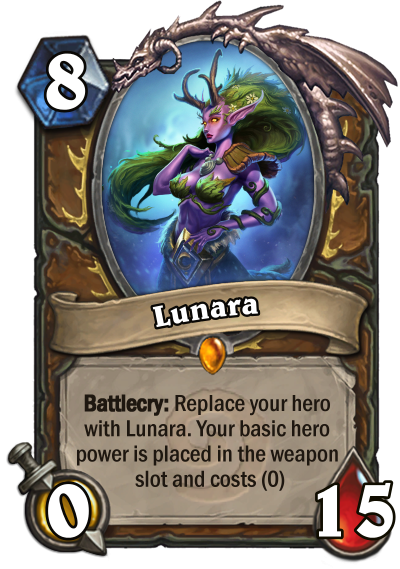 8
Lunara
Battlecry: Replace your hero
with Lunara. Your basic hero
power is placed in the weapon
slot and costs (0)
0
15